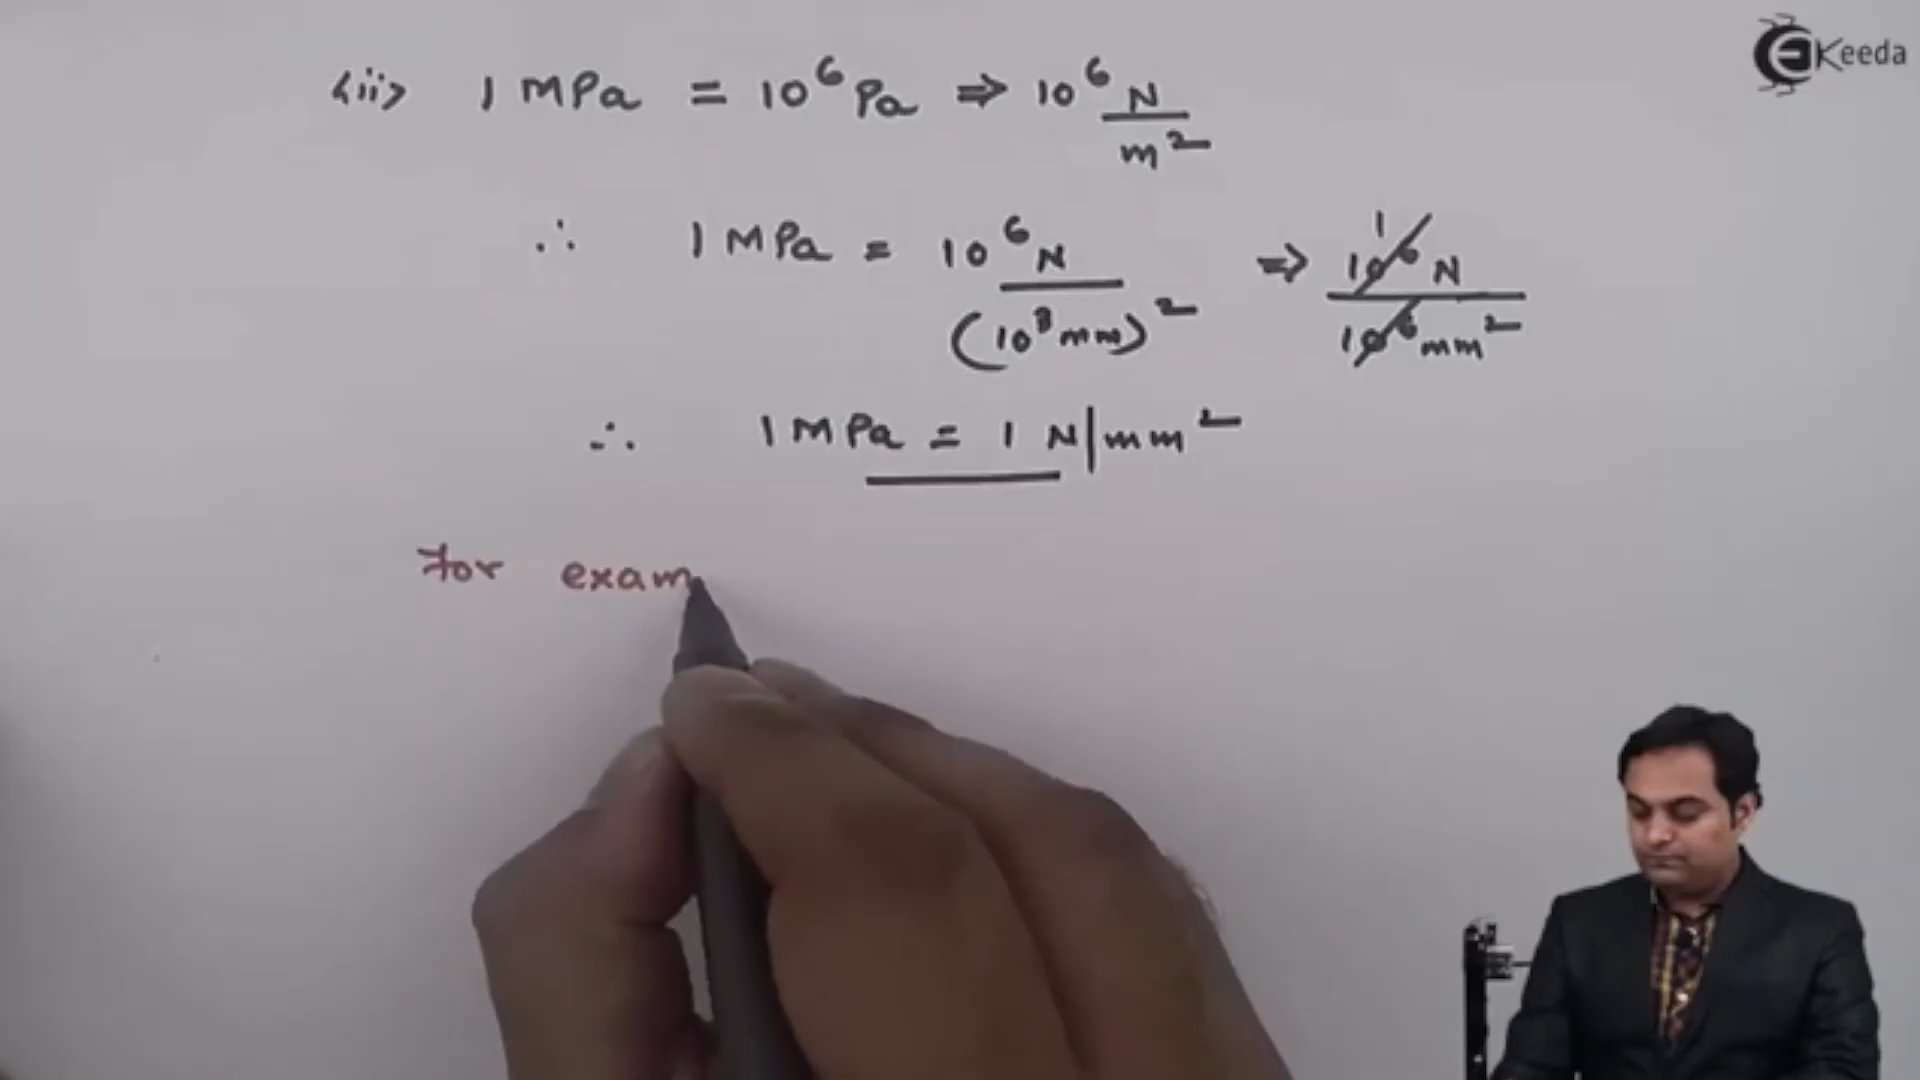 Keeda
<ii> 1 MPa = 10⁶ Pa ⇒ 10⁶ N/m²
∴ 1 MPa = 10⁶ N/(10³ mm)² ⇒ 1 10⁶ N/10⁶ mm²
∴ 1 MPa = 1 N|mm²
For exam